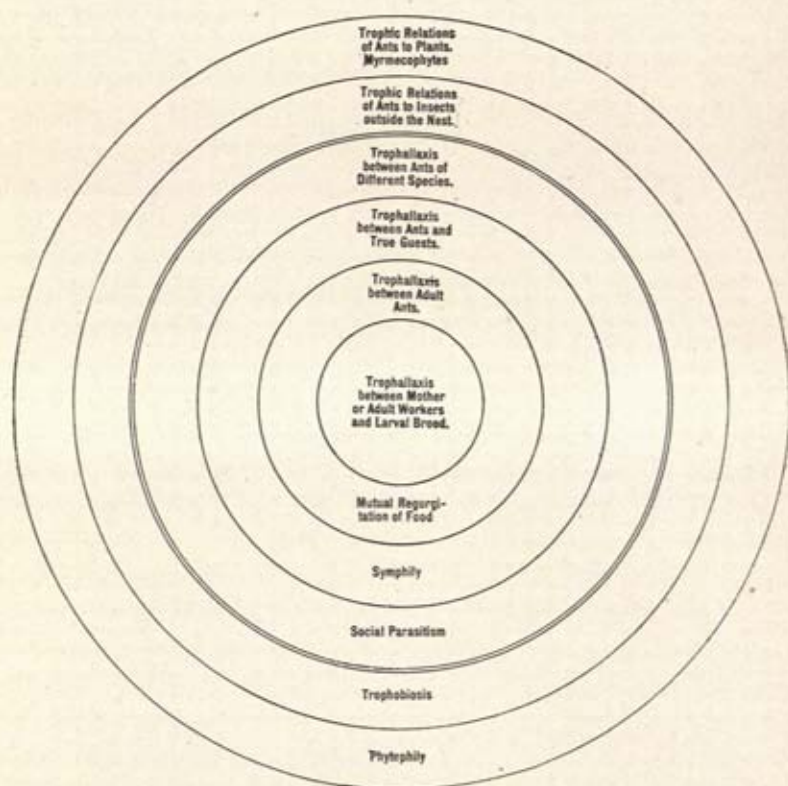 Trophic Relations
of Ants to Plants.
Myrmecophytes
Trophic Relations
of Ants to Insects
outside the Nest.
Trophallaxis
between Ants of
Different Species.
Trophallaxis
between Ants and
True Guests.
Trophallaxis
between Adult
Ants.
Trophallaxis
between Mother
or Adult Workers
and Larval Brood.
Mutual Regurgi-
tation of Food
Symphily
Social Parasitism
Trophobiosis
Phytophily